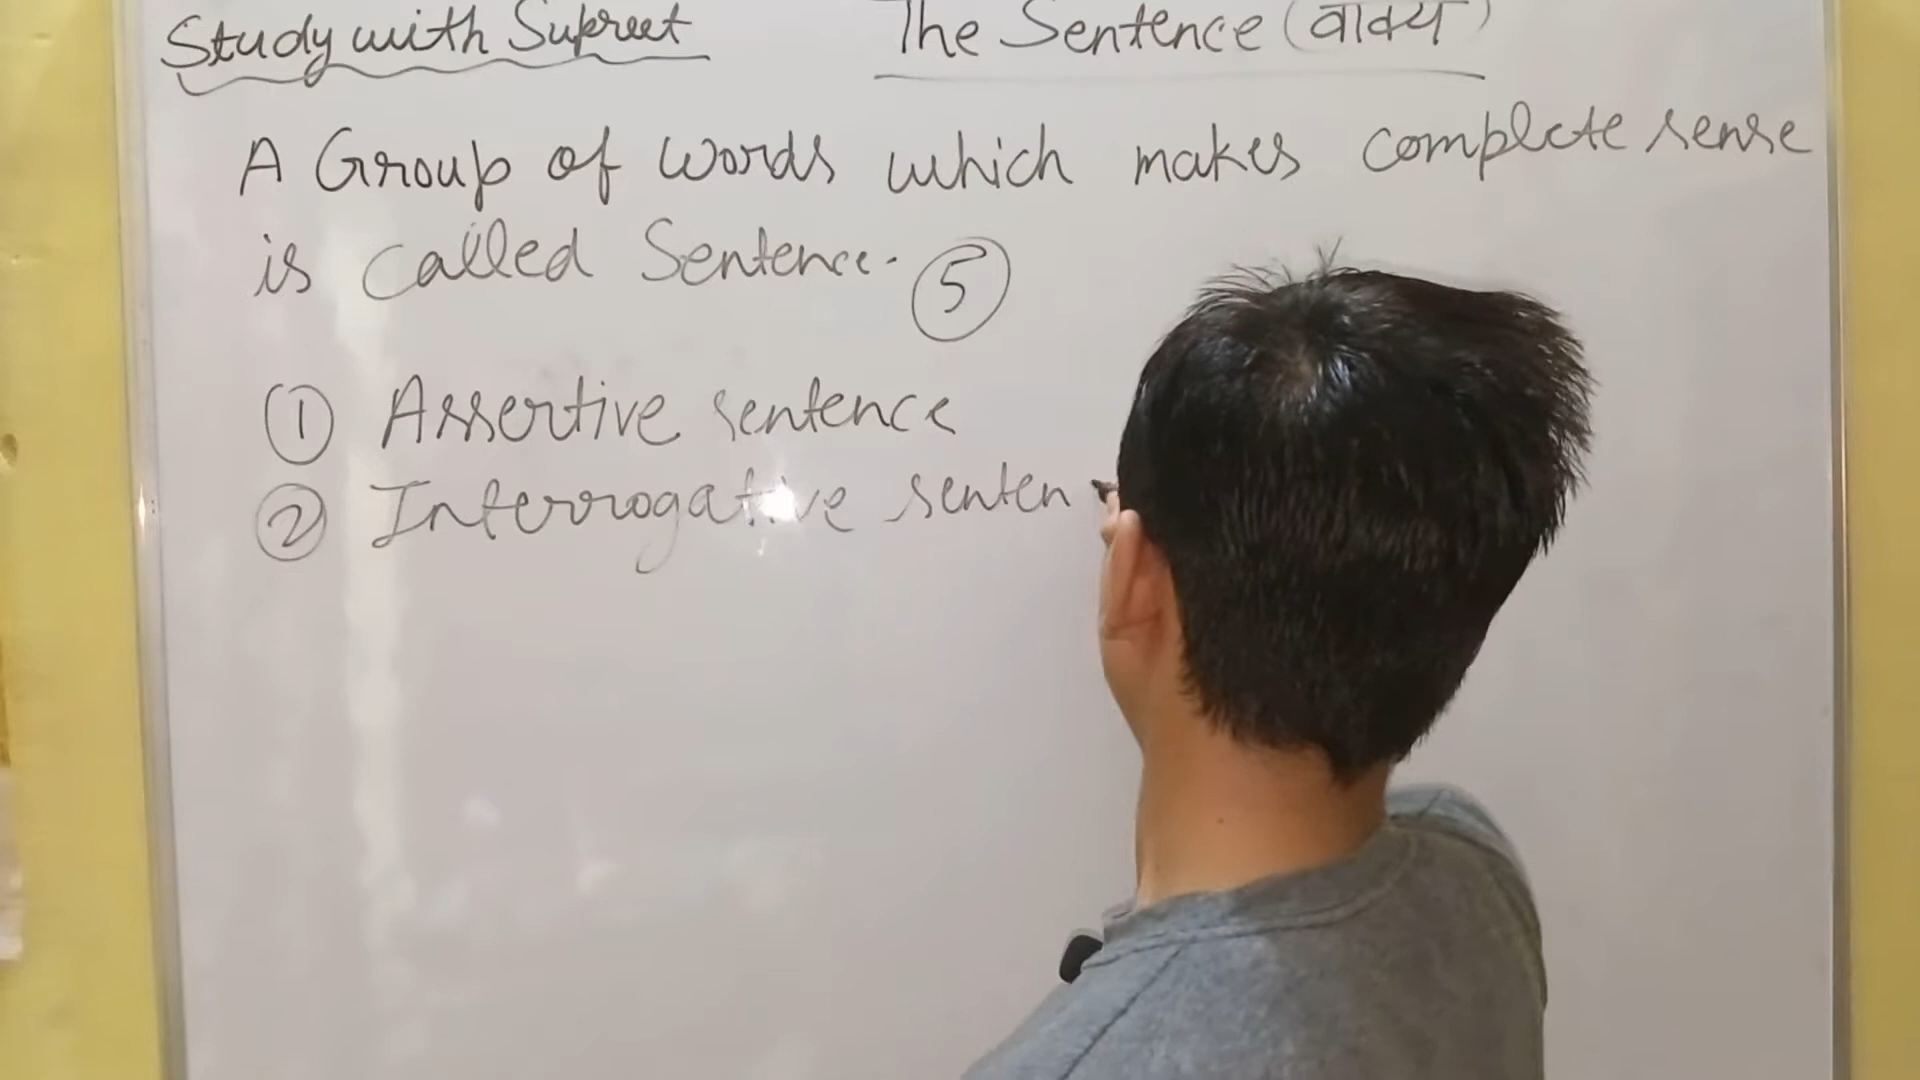 Study with Supreet
The Sentence (वाक्य)
A Group of words which makes complete sense
is called Sentence. ⑤
① Assertive sentence
② Interrogative senten